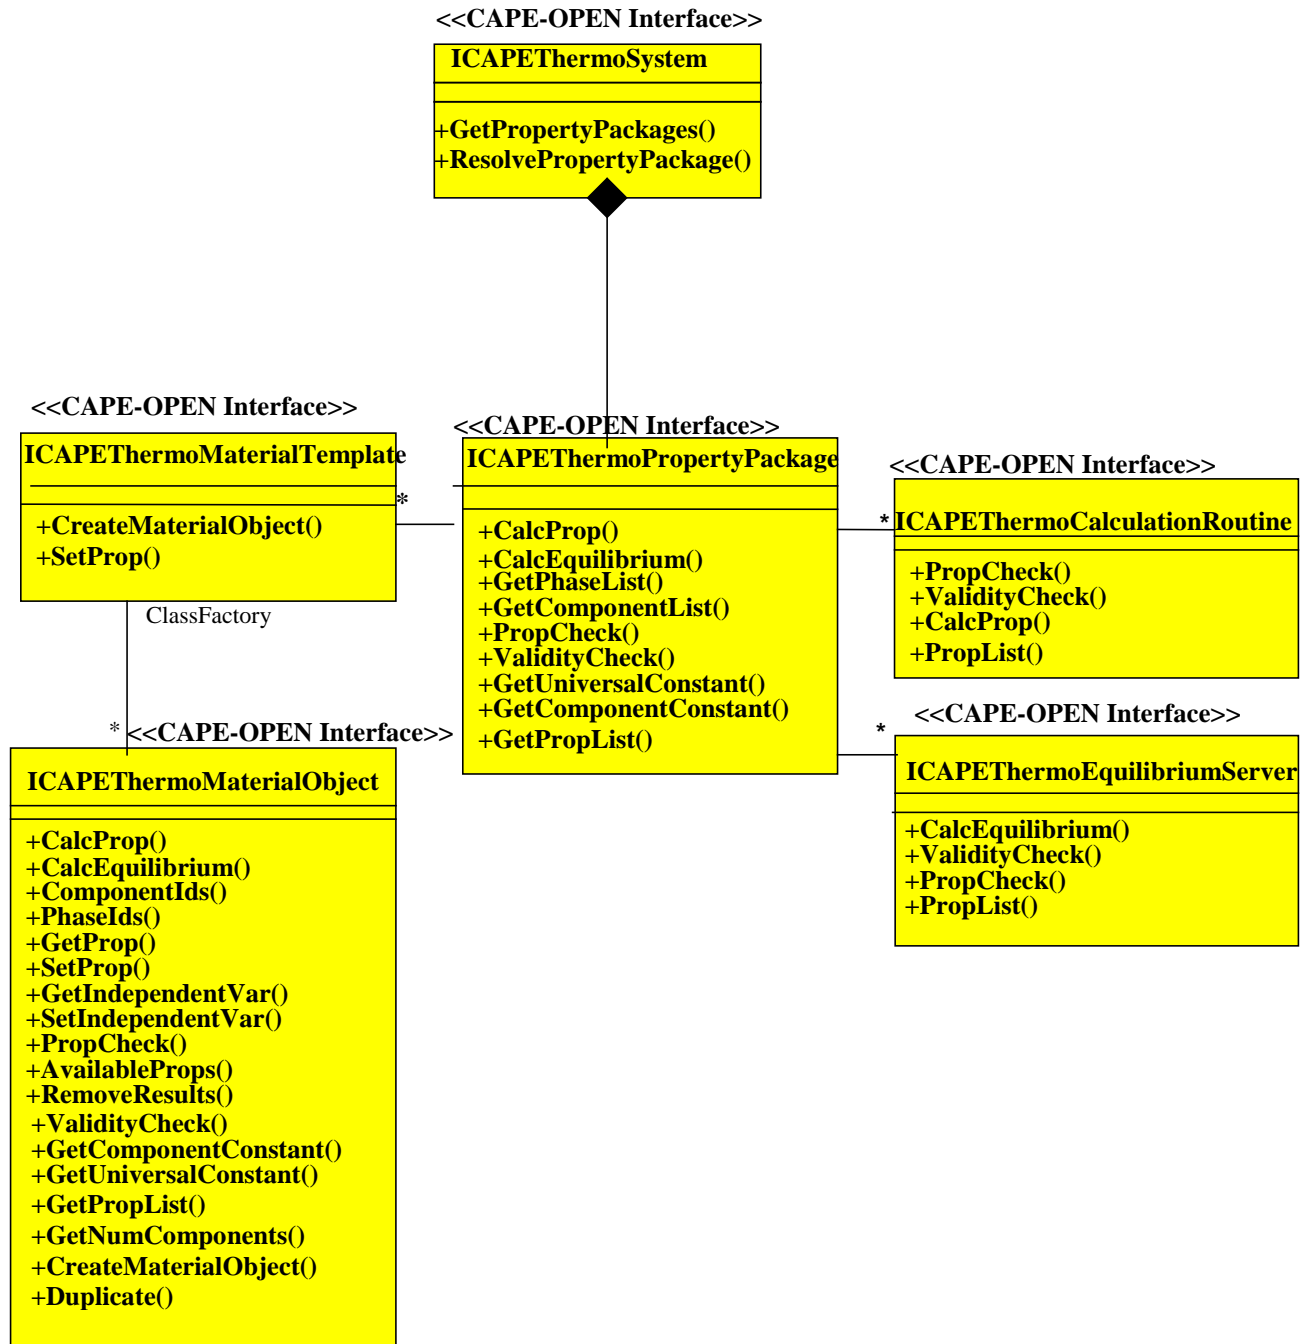 <<CAPE-OPEN Interface>>
ICAPEThermoSystem
+GetPropertyPackages()
+ResolvePropertyPackage()
<<CAPE-OPEN Interface>>
ICAPEThermoMaterialTemplate
*
+CreateMaterialObject()
+SetProp()
ClassFactory
<<CAPE-OPEN Interface>>
ICAPEThermoPropertyPackage
+CalcProp()
+CalcEquilibrium()
+GetPhaseList()
+GetComponentList()
+PropCheck()
+ValidityCheck()
+GetUniversalConstant()
+GetComponentConstant()
+GetPropList()
<<CAPE-OPEN Interface>>
*
ICAPEThermoCalculationRoutine
+PropCheck()
+ValidityCheck()
+CalcProp()
+PropList()
<<CAPE-OPEN Interface>>
*
ICAPEThermoEquilibriumServer
+CalcEquilibrium()
+ValidityCheck()
+PropCheck()
+PropList()
*
<<CAPE-OPEN Interface>>
ICAPEThermoMaterialObject
+CalcProp()
+CalcEquilibrium()
+ComponentIds()
+PhaseIds()
+GetProp()
+SetProp()
+GetIndependentVar()
+SetIndependentVar()
+PropCheck()
+AvailableProps()
+RemoveResults()
+ValidityCheck()
+GetComponentConstant()
+GetUniversalConstant()
+GetPropList()
+GetNumComponents()
+CreateMaterialObject()
+Duplicate()